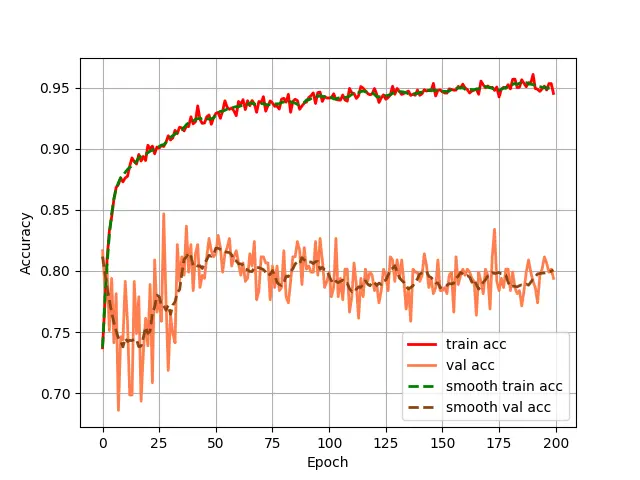 0.95
0.90
0.85
0.80
0.75
0.70
Accuracy
train acc
val acc
smooth train acc
smooth val acc
0 25 50 75 100 125 150 175 200
Epoch